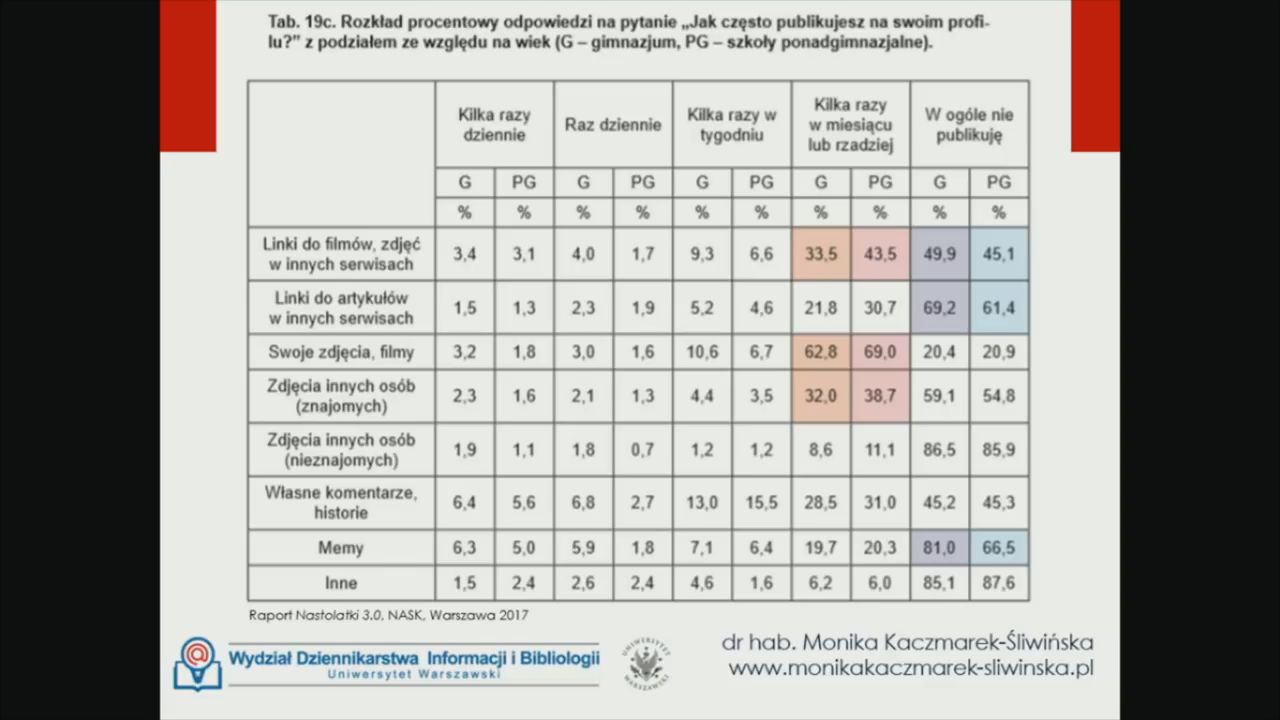 Tab. 19c. Rozkład procentowy odpowiedzi na pytanie „Jak często publikujesz na swoim profi-
lu?” z podziałem ze względu na wiek (G – gimnazjum, PG – szkoły ponadgimnazjalne).
Kilka razy dziennie Raz dziennie Kilka razy w tygodniu Kilka razy w miesiącu lub rzadziej W ogóle nie publikuję
G PG G PG G PG G PG G PG
% % % % % % % % % %
Linki do filmów, zdjęć w innych serwisach 3,4 3,1 4,0 1,7 9,3 6,6 33,5 43,5 49,9 45,1
Linki do artykułów w innych serwisach 1,5 1,3 2,3 1,9 5,2 4,6 21,8 30,7 69,2 61,4
Swoje zdjęcia, filmy 3,2 1,8 3,0 1,6 10,6 6,7 62,8 69,0 20,4 20,9
Zdjęcia innych osób (znajomych) 2,3 1,6 2,1 1,3 4,4 3,5 32,0 38,7 59,1 54,8
Zdjęcia innych osób (nieznajomych) 1,9 1,1 1,8 0,7 1,2 1,2 8,6 11,1 86,5 85,9
Własne komentarze, historie 6,4 5,6 6,8 2,7 13,0 15,5 28,5 31,0 45,2 45,3
Memy 6,3 5,0 5,9 1,8 7,1 6,4 19,7 20,3 81,0 66,5
Inne 1,5 2,4 2,6 2,4 4,6 1,6 6,2 6,0 85,1 87,6
Raport Nastolatki 3.0, NASK, Warszawa 2017
Wydział Dziennikarstwa Informacji i Bibliologii
Uniwersytet Warszawski
UNIWERSYTET
WARSZAWSKI
dr hab. Monika Kaczmarek-Śliwińska
www.monikakaczmarek-sliwinska.pl